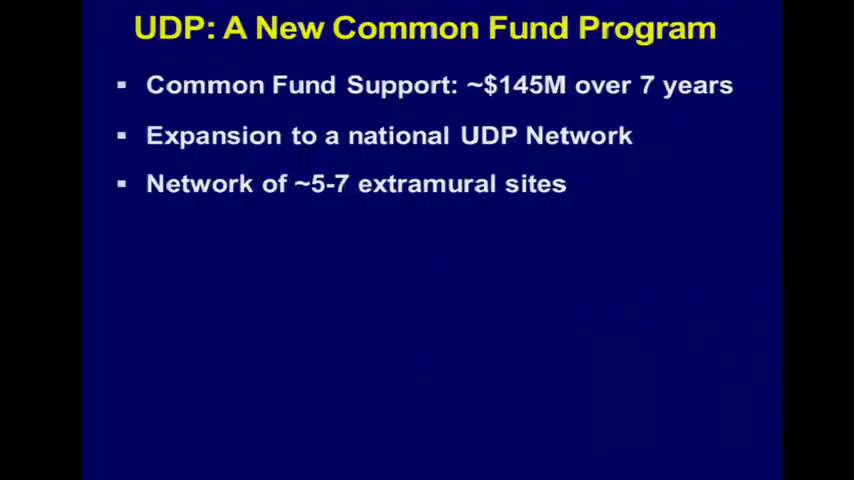 UDP: A New Common Fund Program
▪ Common Fund Support: ~$145M over 7 years
▪ Expansion to a national UDP Network
▪ Network of ~5-7 extramural sites